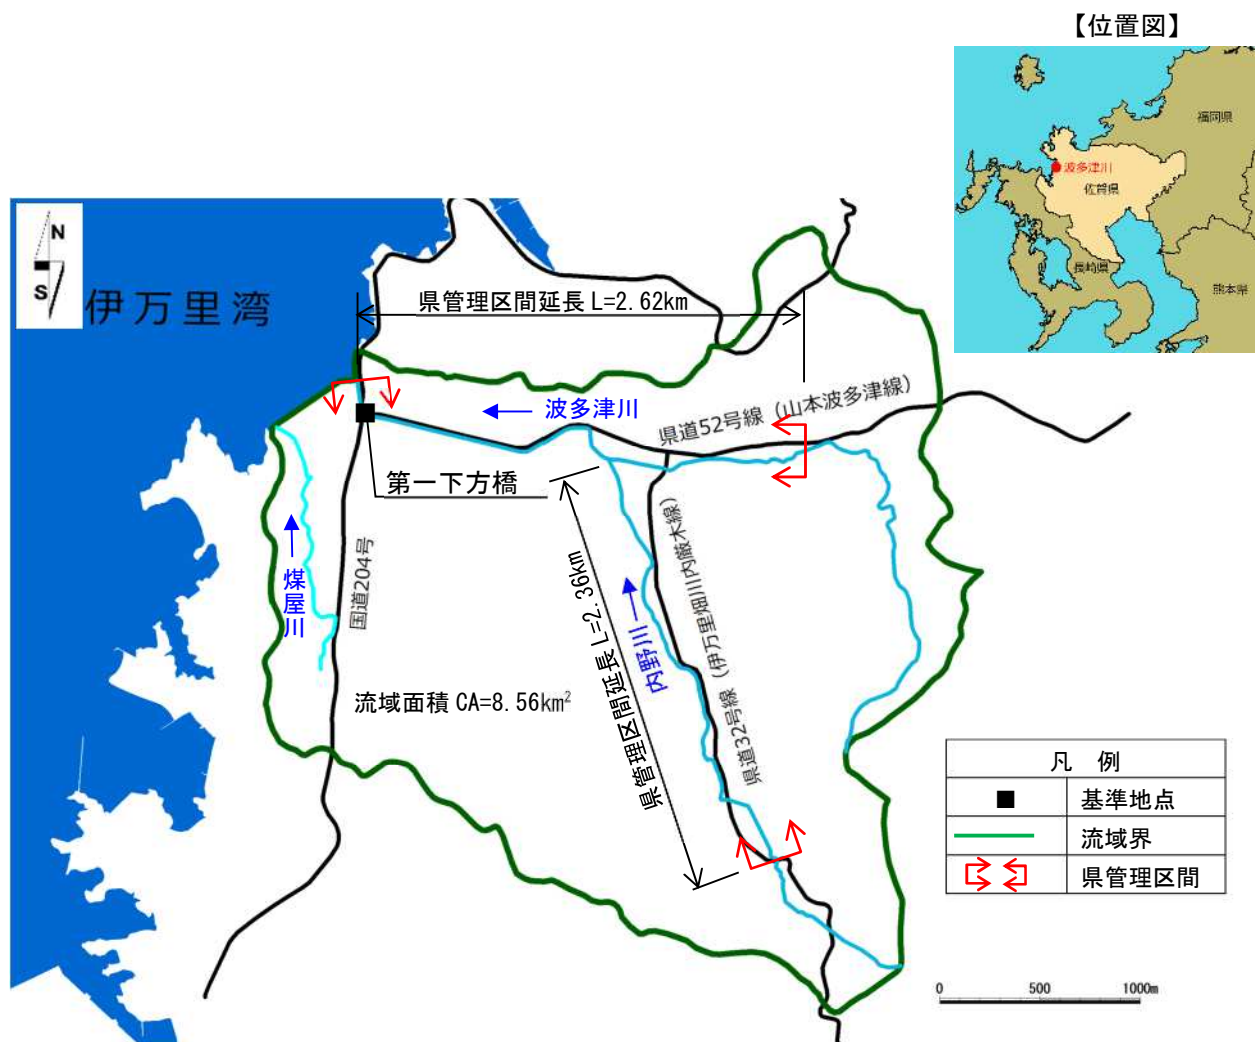 【位置図】
福岡県
波多津川
佐賀県
長崎県
熊本県
N
S
伊万里湾
県管理区間延長 L=2.62km
波多津川
県道52号線（山本波多津線）
第一下方橋
国道204号
煤屋川
県管理区間延長 L=2.36km
内野川
県道32号線（伊万里畑川内厳木線）
流域面積 CA=8.56km²
凡 例
基準地点
流域界
県管理区間
0 500 1000m